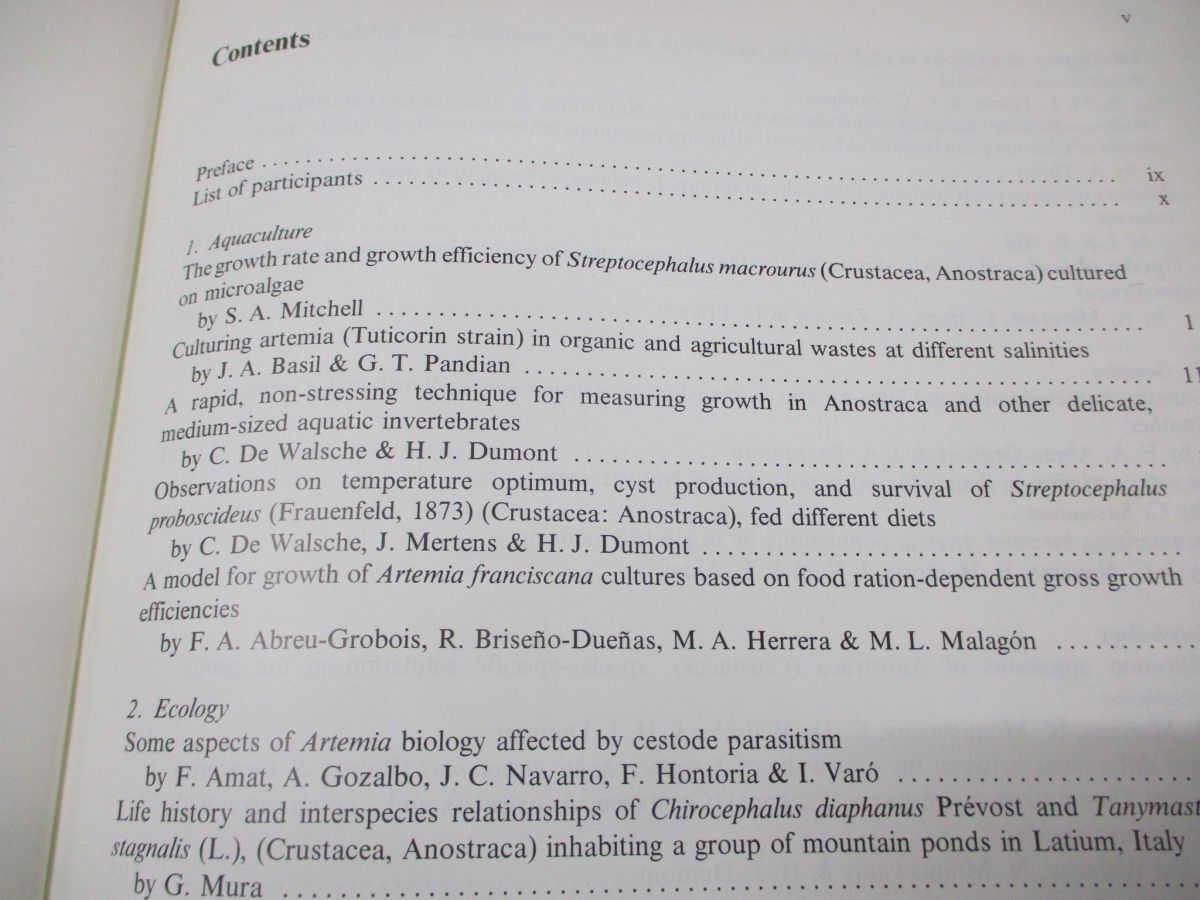 v
Contents
Preface ........ ix
List of participants ........ x
1. Aquaculture
The growth rate and growth efficiency of Streptocephalus macrourus (Crustacea, Anostraca) cultured
on microalgae
by S. A. Mitchell ........ 1
Culturing artemia (Tuticorin strain) in organic and agricultural wastes at different salinities
by J. A. Basil & G. T. Pandian ........ 11
A rapid, non-stressing technique for measuring growth in Anostraca and other delicate,
medium-sized aquatic invertebrates
by C. De Walsche & H. J. Dumont ........
Observations on temperature optimum, cyst production, and survival of Streptocephalus
proboscideus (Frauenfeld, 1873) (Crustacea: Anostraca), fed different diets
by C. De Walsche, J. Mertens & H. J. Dumont ........
A model for growth of Artemia franciscana cultures based on food ration-dependent gross growth
efficiencies
by F. A. Abreu-Grobois, R. Briseño-Dueñas, M. A. Herrera & M. L. Malagón ........
2. Ecology
Some aspects of Artemia biology affected by cestode parasitism
by F. Amat, A. Gozalbo, J. C. Navarro, F. Hontoria & I. Varó ........
Life history and interspecies relationships of Chirocephalus diaphanus Prévost and Tanymast
stagnalis (L.), (Crustacea, Anostraca) inhabiting a group of mountain ponds in Latium, Italy
by G. Mura ........